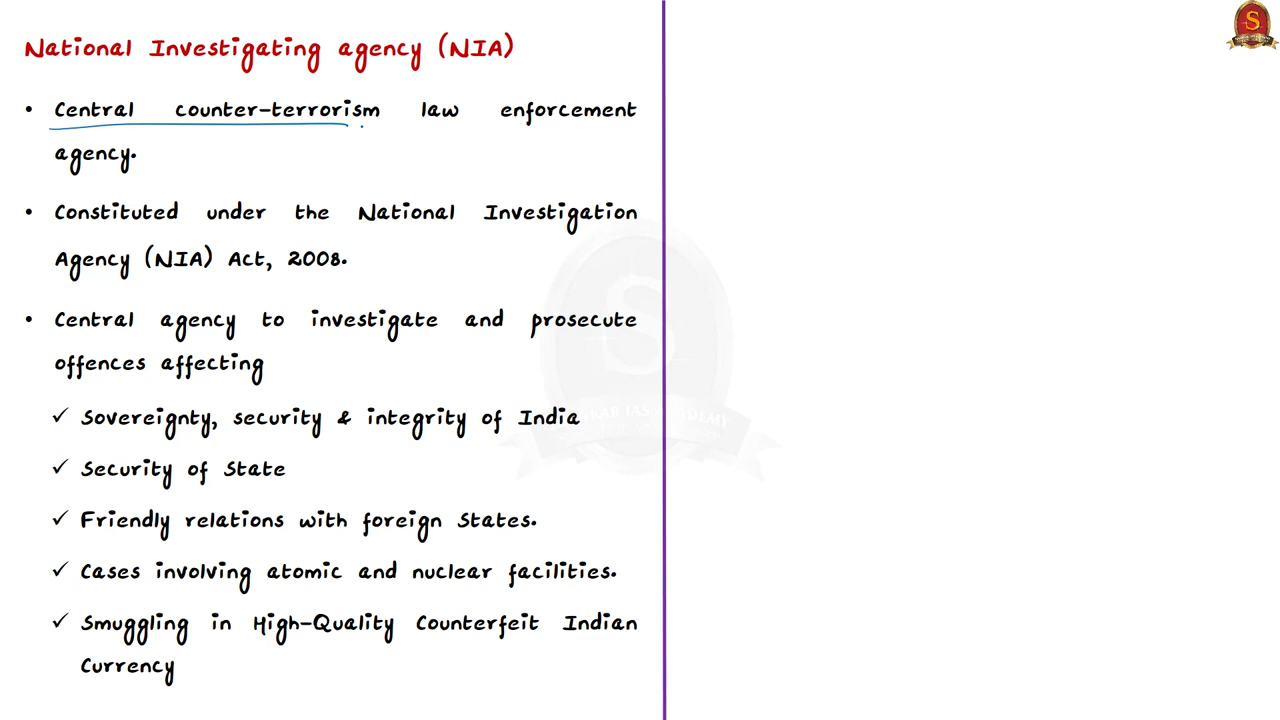 National Investigating agency (NIA)
• Central counter-terrorism law enforcement
agency.
• Constituted under the National Investigation
Agency (NIA) Act, 2008.
• Central agency to investigate and prosecute
offences affecting
✓ Sovereignty, security & integrity of India
✓ Security of State
✓ Friendly relations with foreign States.
✓ Cases involving atomic and nuclear facilities.
✓ Smuggling in High-Quality Counterfeit Indian
Currency